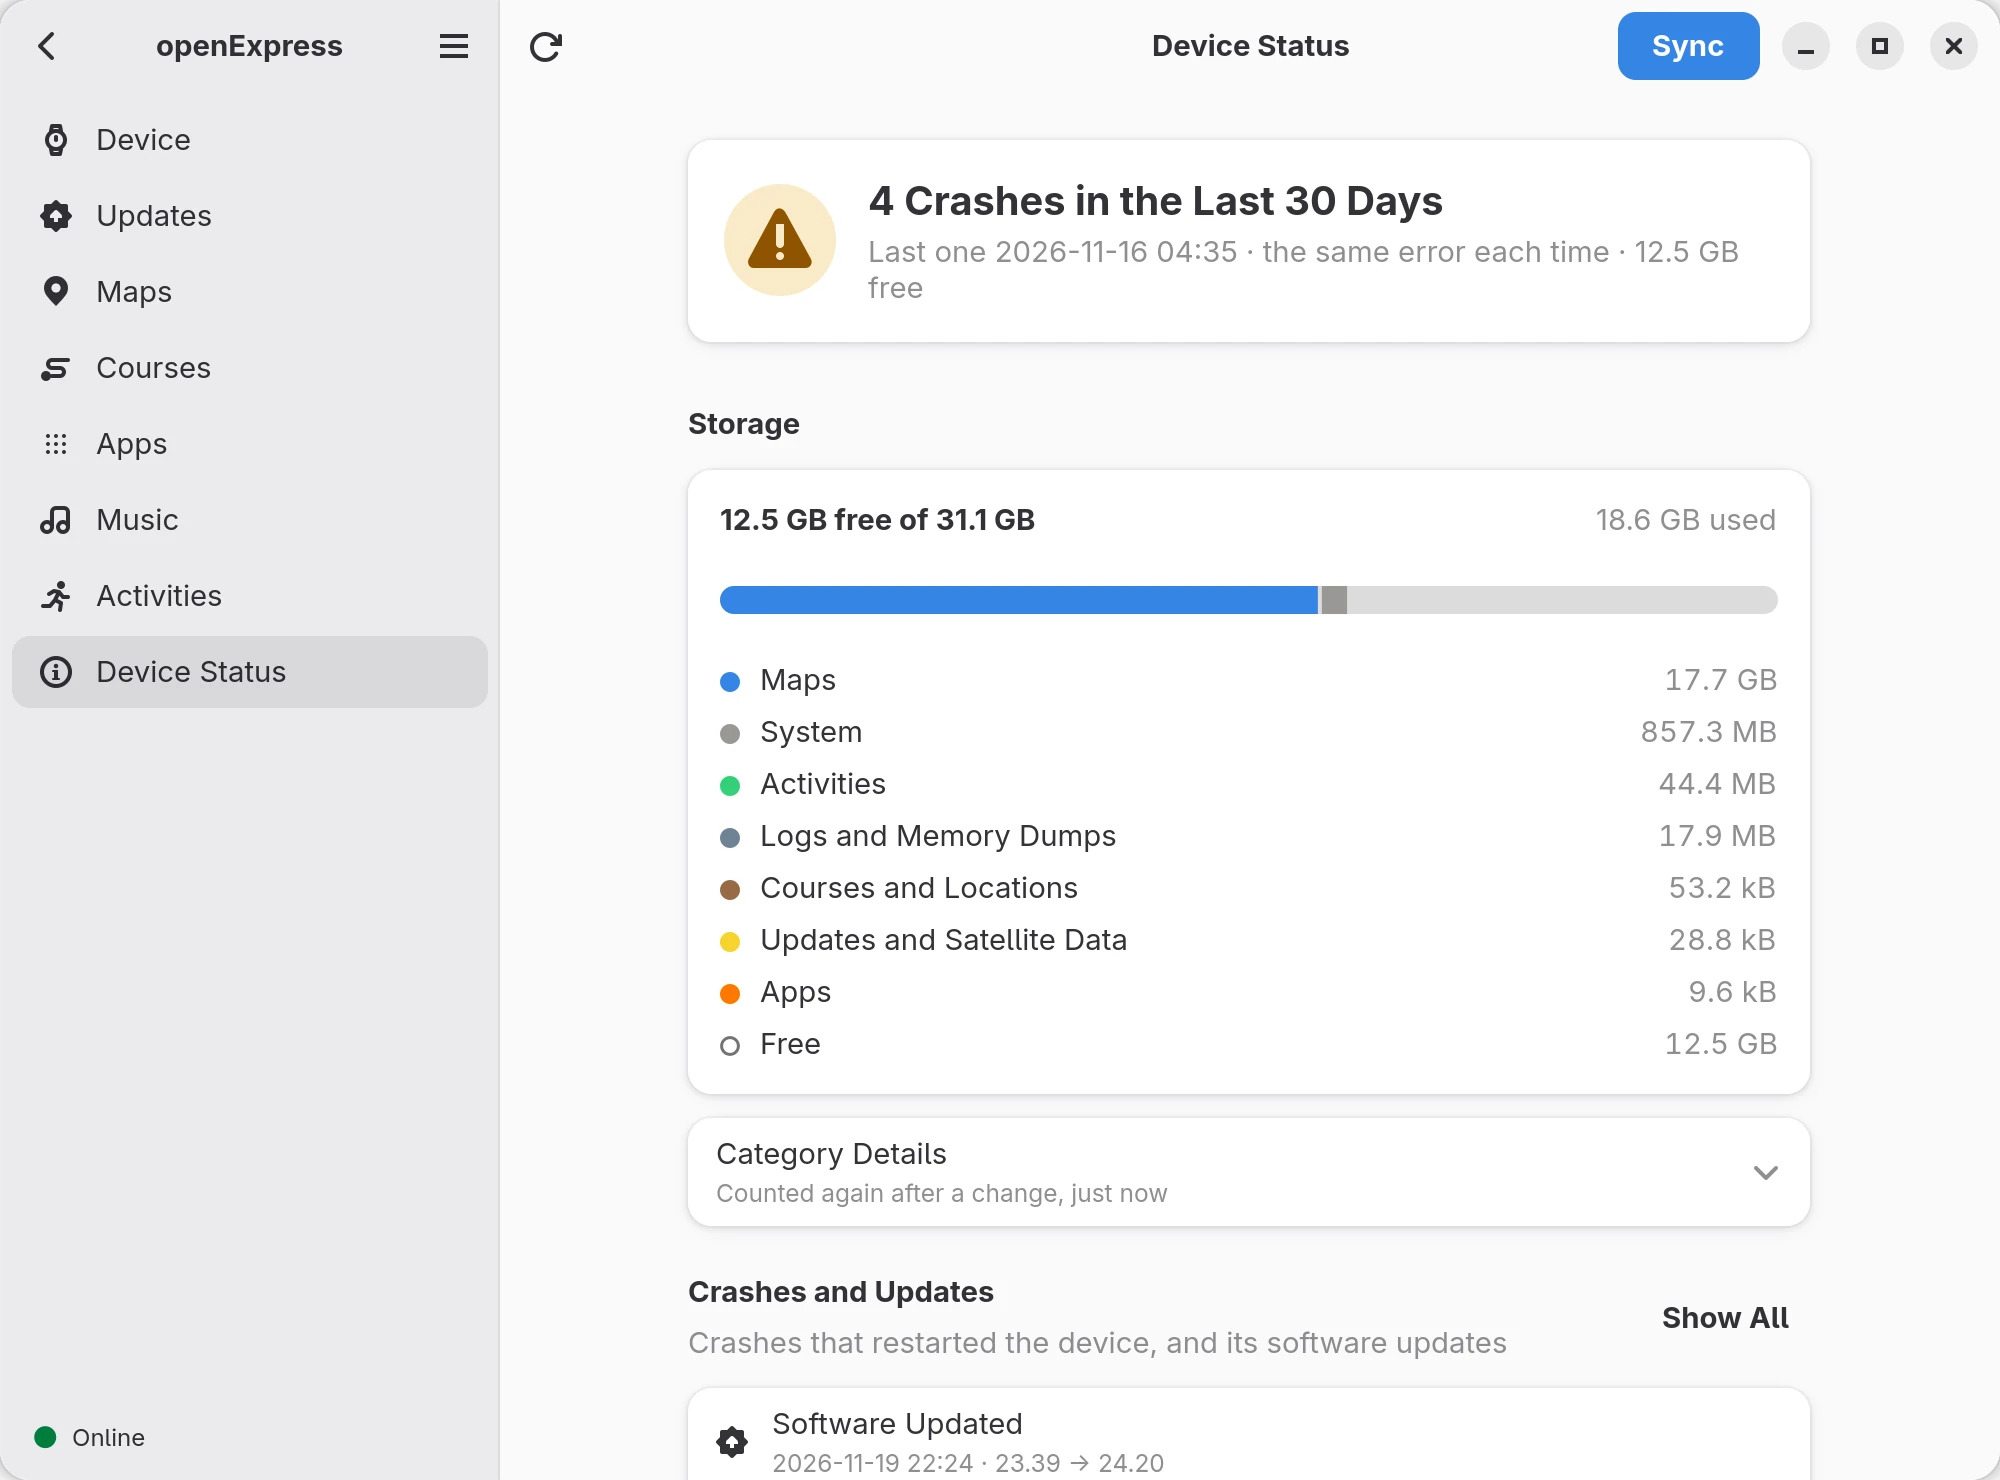 openExpress
Device
Updates
Maps
Courses
Apps
Music
Activities
Device Status
Online
Device Status
Sync
4 Crashes in the Last 30 Days
Last one 2026-11-16 04:35 · the same error each time · 12.5 GB
free
Storage
12.5 GB free of 31.1 GB
18.6 GB used
Maps 17.7 GB
System 857.3 MB
Activities 44.4 MB
Logs and Memory Dumps 17.9 MB
Courses and Locations 53.2 kB
Updates and Satellite Data 28.8 kB
Apps 9.6 kB
Free 12.5 GB
Category Details
Counted again after a change, just now
Crashes and Updates
Show All
Crashes that restarted the device, and its software updates
Software Updated
2026-11-19 22:24 · 23.39 → 24.20